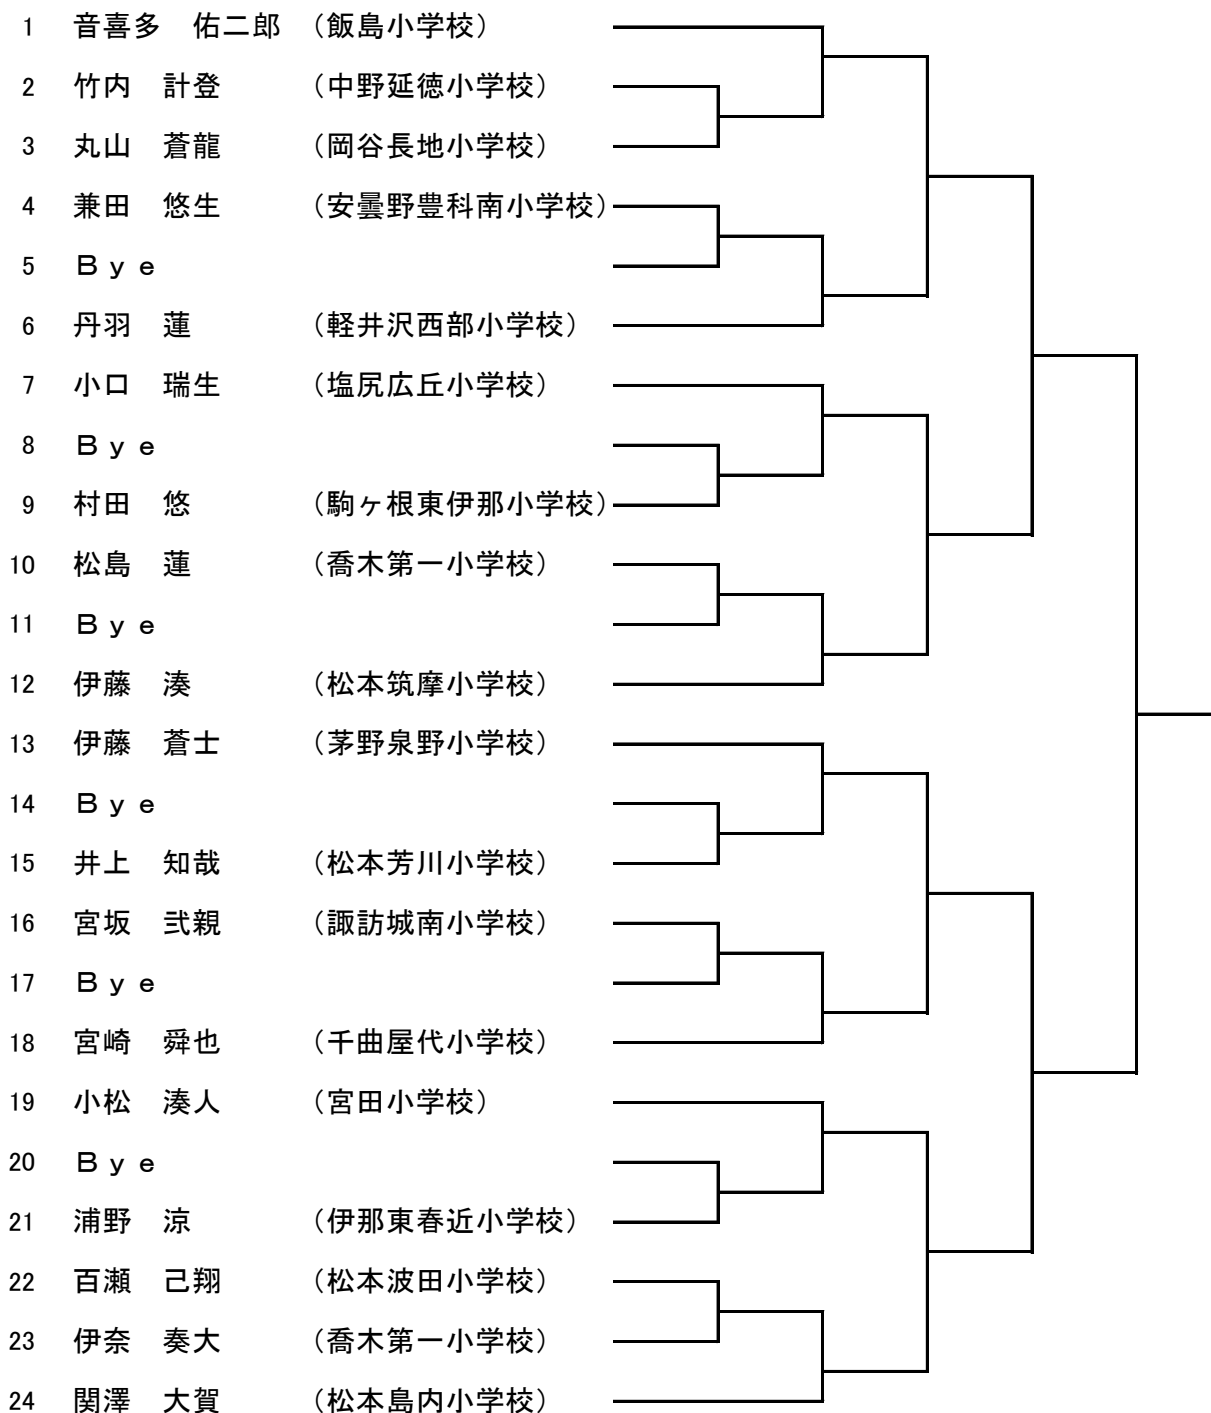 1 音喜多　佑二郎 （飯島小学校）
2 竹内　計登 （中野延徳小学校）
3 丸山　蒼龍 （岡谷長地小学校）
4 兼田　悠生 （安曇野豊科南小学校）
5 Ｂｙｅ
6 丹羽　蓮 （軽井沢西部小学校）
7 小口　瑞生 （塩尻広丘小学校）
8 Ｂｙｅ
9 村田　悠 （駒ヶ根東伊那小学校）
10 松島　蓮 （喬木第一小学校）
11 Ｂｙｅ
12 伊藤　湊 （松本筑摩小学校）
13 伊藤　蒼士 （茅野泉野小学校）
14 Ｂｙｅ
15 井上　知哉 （松本芳川小学校）
16 宮坂　弐親 （諏訪城南小学校）
17 Ｂｙｅ
18 宮崎　舜也 （千曲屋代小学校）
19 小松　湊人 （宮田小学校）
20 Ｂｙｅ
21 浦野　涼 （伊那東春近小学校）
22 百瀬　己翔 （松本波田小学校）
23 伊奈　奏大 （喬木第一小学校）
24 関澤　大賀 （松本島内小学校）